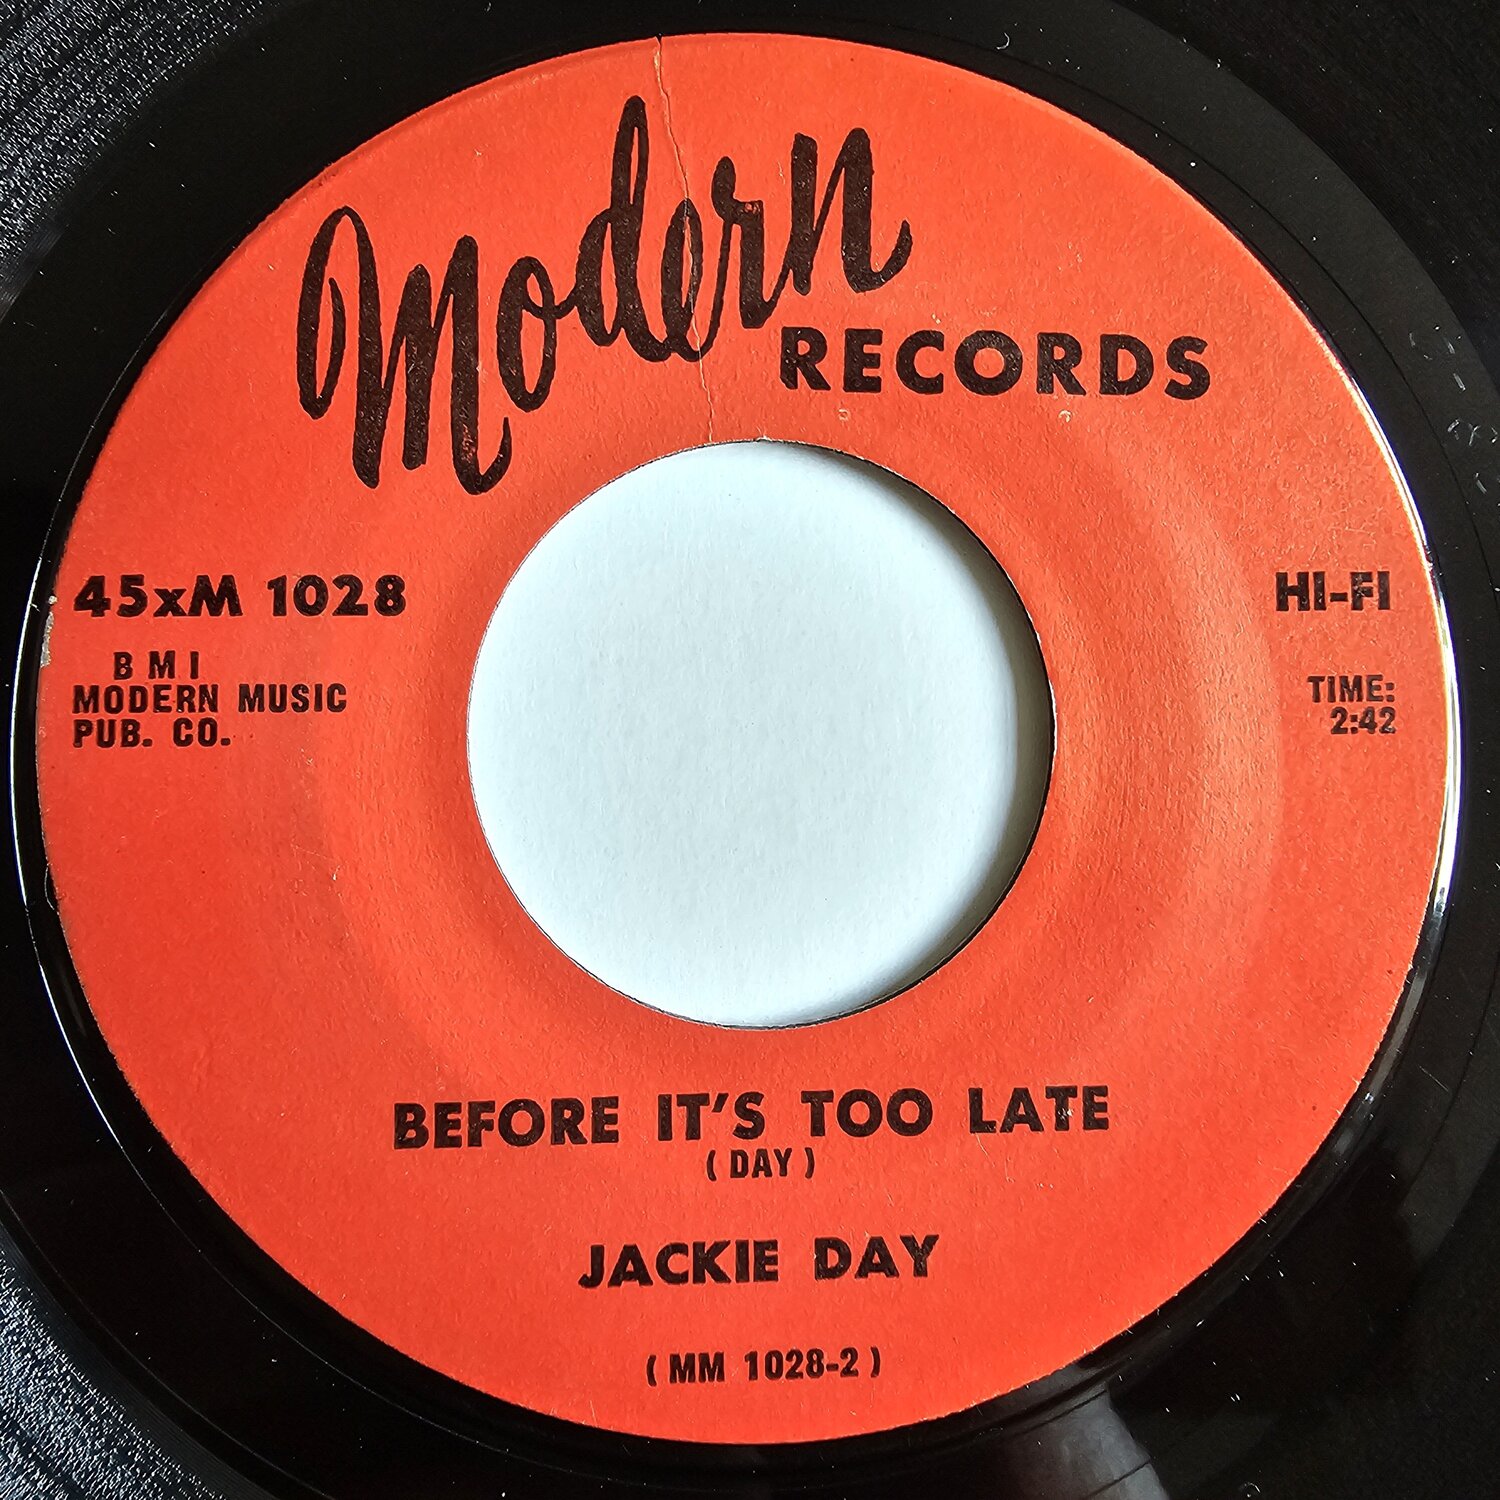 Modern
RECORDS
45xM 1028
HI-FI
BMI
MODERN MUSIC
PUB. CO.
TIME:
2:42
BEFORE IT'S TOO LATE
(DAY)
JACKIE DAY
(MM 1028-2)